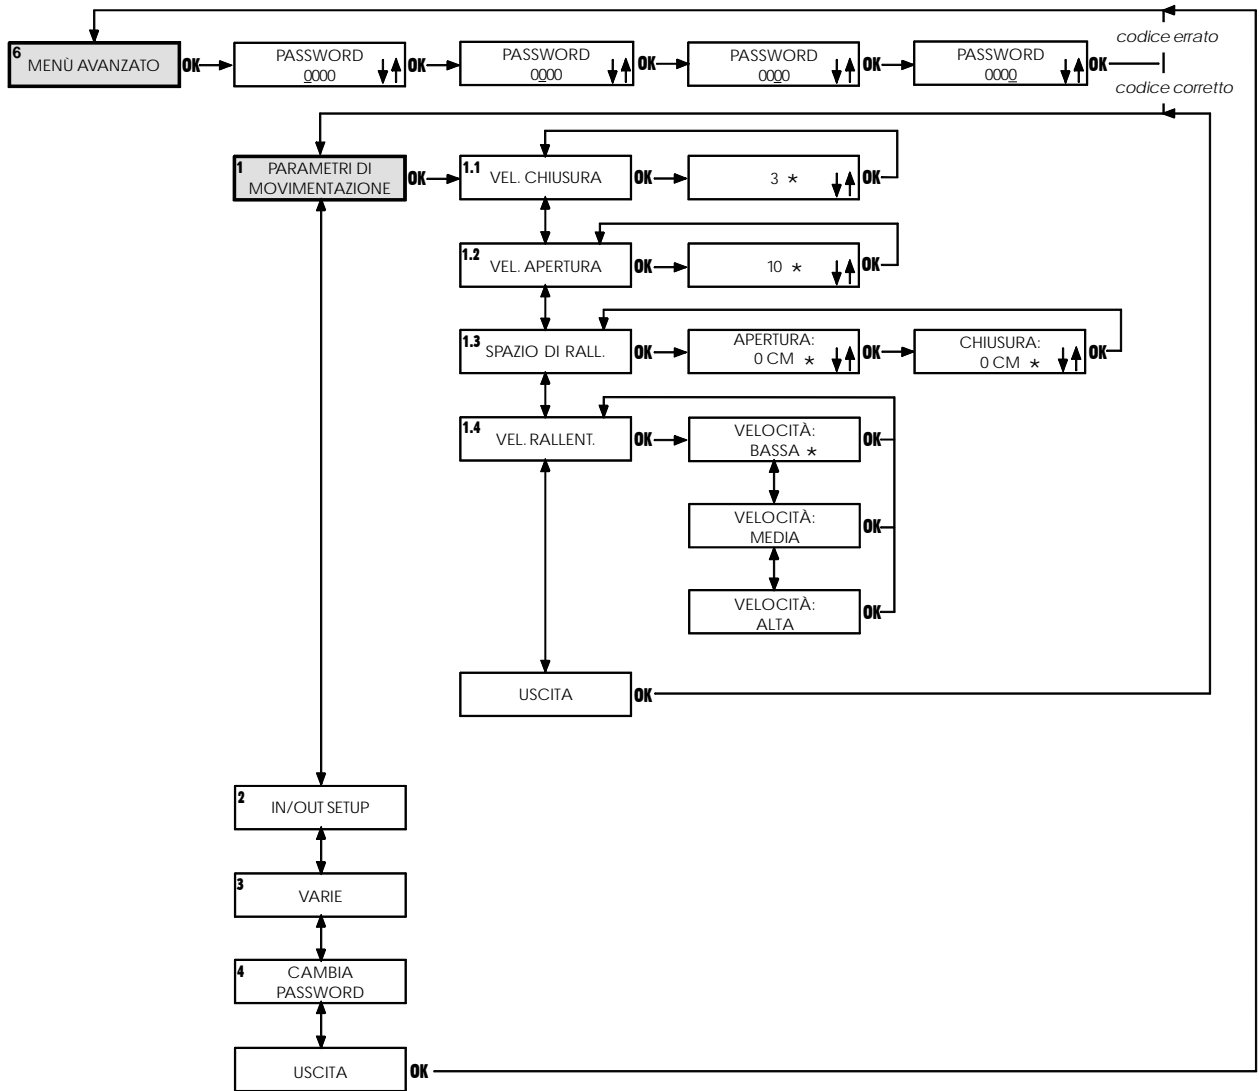 6
MENÙ AVANZATO
OK
PASSWORD
0000
OK
PASSWORD
0000
OK
PASSWORD
0000
OK
PASSWORD
0000
OK
codice errato
codice corretto
1
PARAMETRI DI
MOVIMENTAZIONE
OK
1.1
VEL. CHIUSURA
OK
3 *
OK
1.2
VEL. APERTURA
OK
10 *
OK
1.3
SPAZIO DI RALL.
OK
APERTURA:
0 CM *
OK
CHIUSURA:
0 CM *
OK
1.4
VEL. RALLENT.
OK
VELOCITÀ:
BASSA *
OK
VELOCITÀ:
MEDIA
OK
VELOCITÀ:
ALTA
OK
USCITA
OK
2
IN/OUT SETUP
3
VARIE
4
CAMBIA
PASSWORD
USCITA
OK